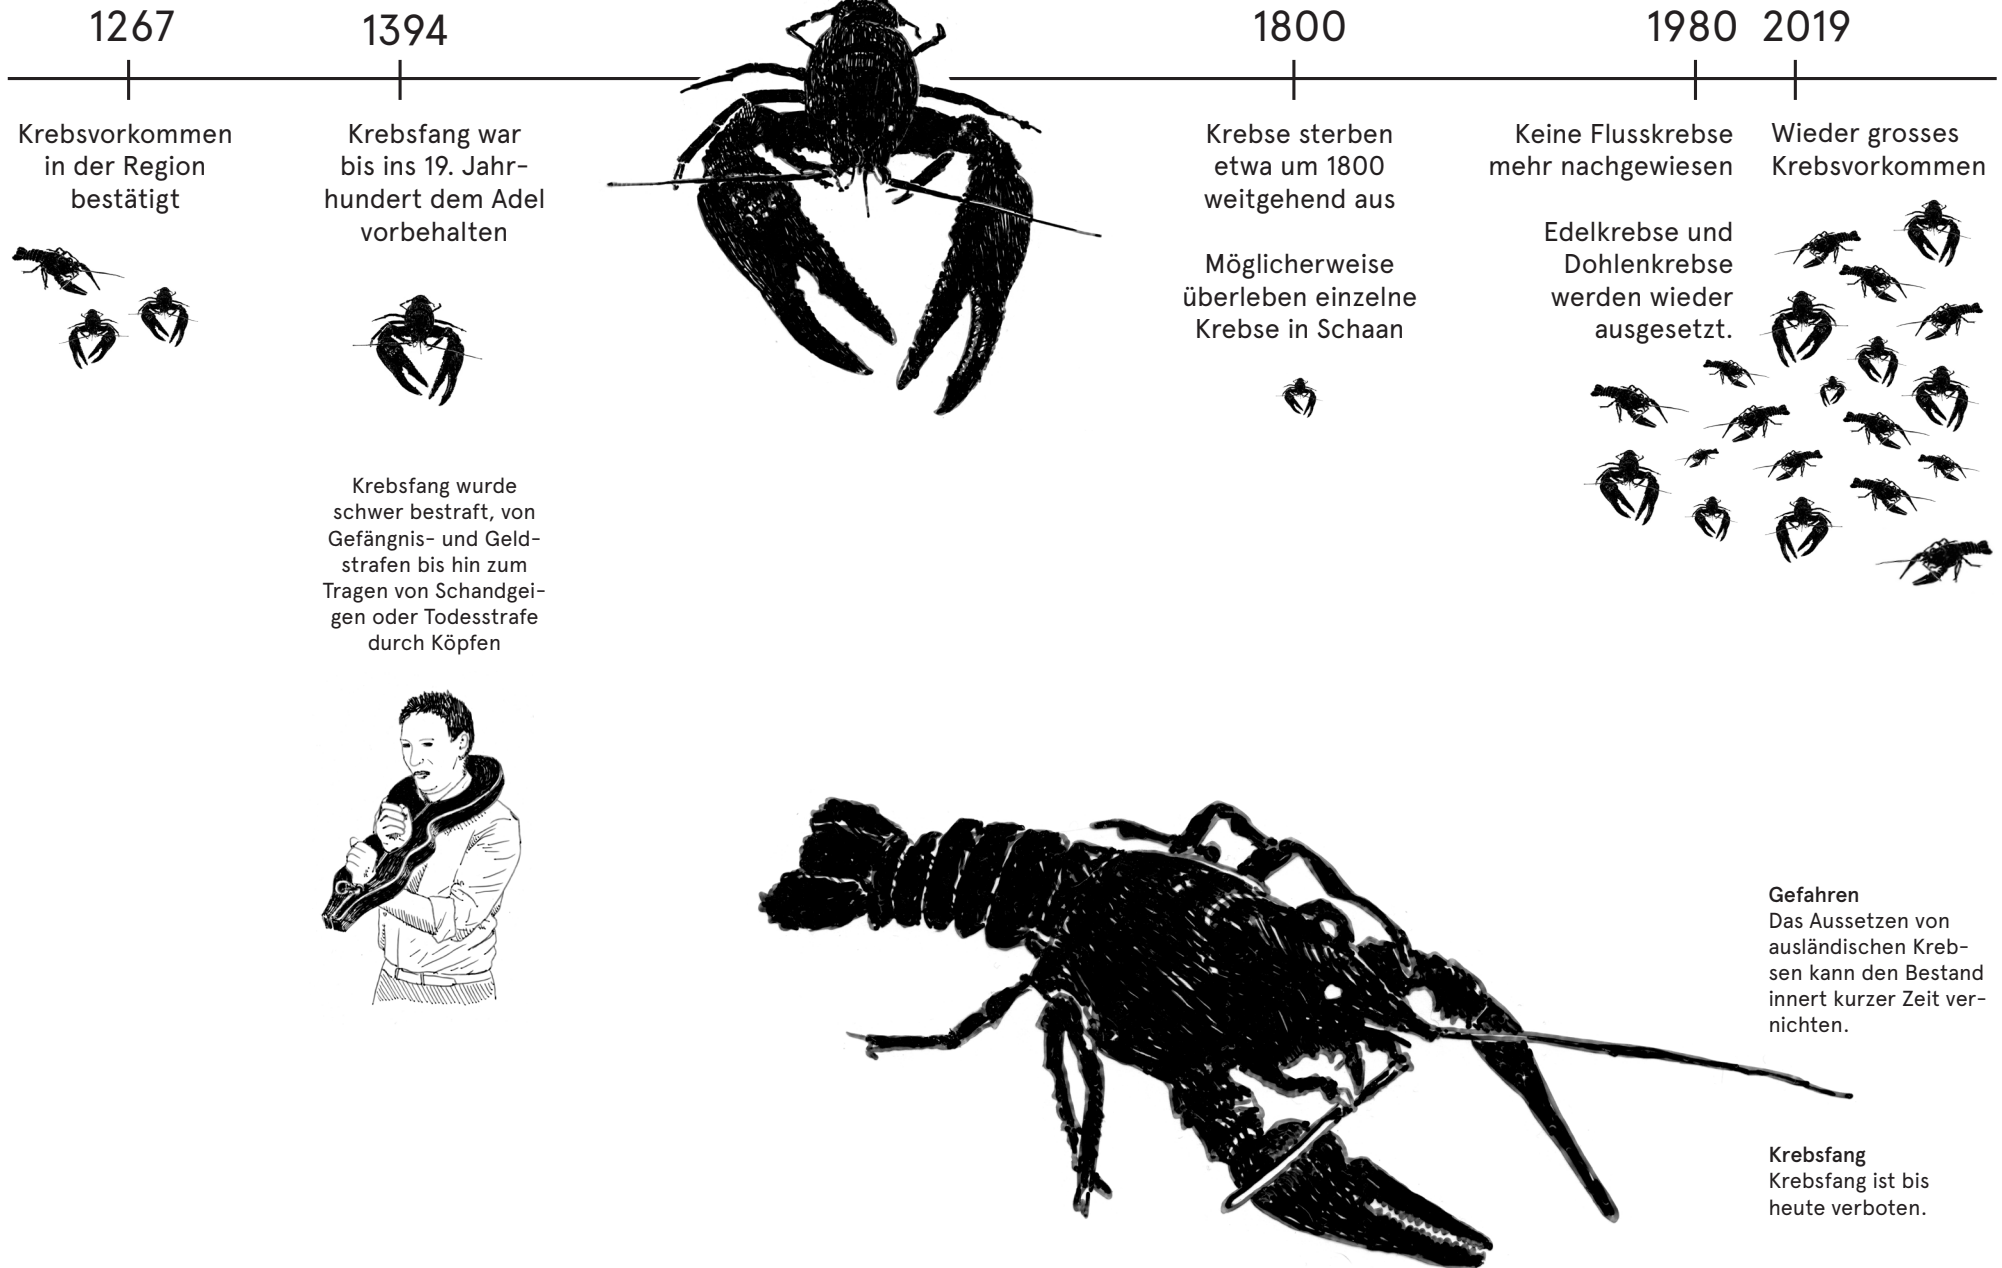 1267
Krebsvorkommen
in der Region
bestätigt
1394
Krebsfang war
bis ins 19. Jahr-
hundert dem Adel
vorbehalten
Krebsfang wurde
schwer bestraft, von
Gefängnis- und Geld-
strafen bis hin zum
Tragen von Schandgei-
gen oder Todesstrafe
durch Köpfen
1800
Krebse sterben
etwa um 1800
weitgehend aus
Möglicherweise
überleben einzelne
Krebse in Schaan
1980
Keine Flusskrebse
mehr nachgewiesen
Edelkrebse und
Dohlenkrebse
werden wieder
ausgesetzt.
2019
Wieder grosses
Krebsvorkommen
Gefahren
Das Aussetzen von
ausländischen Kreb-
sen kann den Bestand
innert kurzer Zeit ver-
nichten.
Krebsfang
Krebsfang ist bis
heute verboten.